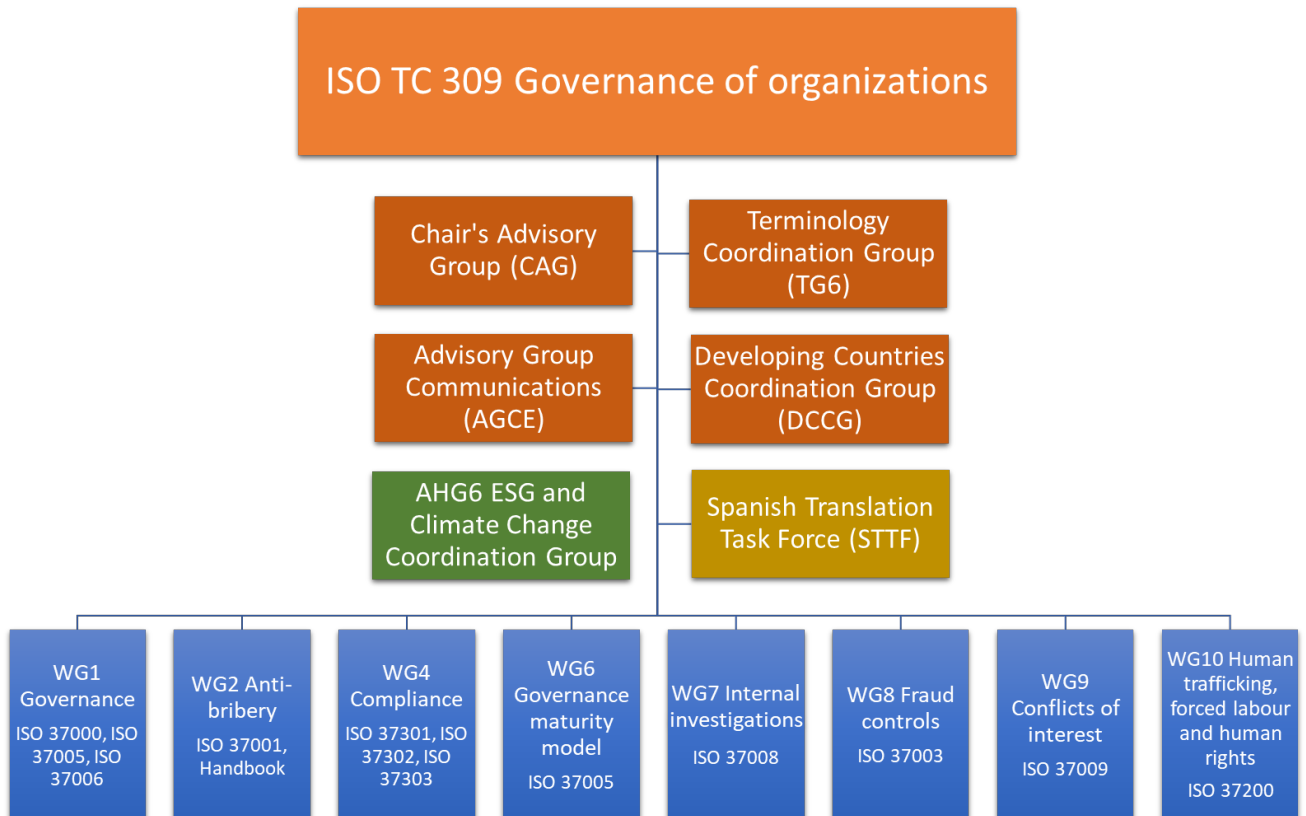 ISO TC 309 Governance of organizations
Chair's Advisory
Group (CAG)
Terminology
Coordination Group
(TG6)
Advisory Group
Communications
(AGCE)
Developing Countries
Coordination Group
(DCCG)
AHG6 ESG and
Climate Change
Coordination Group
Spanish Translation
Task Force (STTF)
WG1
Governance
ISO 37000, ISO
37005, ISO
37006
WG2 Anti-
bribery
ISO 37001,
Handbook
WG4
Compliance
ISO 37301, ISO
37302, ISO
37303
WG6
Governance
maturity
model
ISO 37005
WG7 Internal
investigations
ISO 37008
WG8 Fraud
controls
ISO 37003
WG9
Conflicts of
interest
ISO 37009
WG10 Human
trafficking,
forced labour
and human
rights
ISO 37200